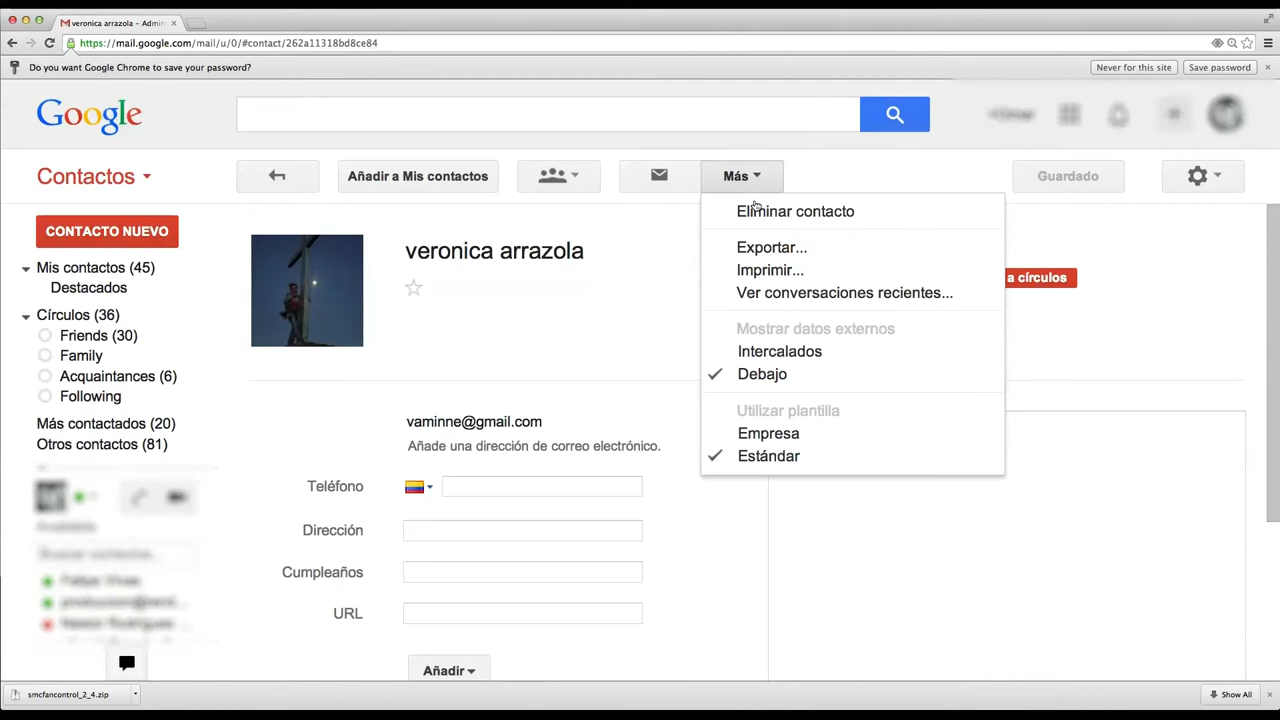 veronica arrazola - Admin
https://mail.google.com/mail/u/0/#contact/262a11318bd8ce84
Do you want Google Chrome to save your password?
Never for this site
Save password
Google
Contactos
Añadir a Mis contactos
Más
Guardado
CONTACTO NUEVO
Mis contactos (45)
Destacados
Círculos (36)
Friends (30)
Family
Acquaintances (6)
Following
Más contactados (20)
Otros contactos (81)
veronica arrazola
a círculos
Eliminar contacto
Exportar...
Imprimir...
Ver conversaciones recientes...
Mostrar datos externos
Intercalados
Debajo
Utilizar plantilla
Empresa
Estándar
vaminne@gmail.com
Añade una dirección de correo electrónico.
Teléfono
Dirección
Cumpleaños
URL
Añadir
smcfancontrol_2_4.zip
Show All